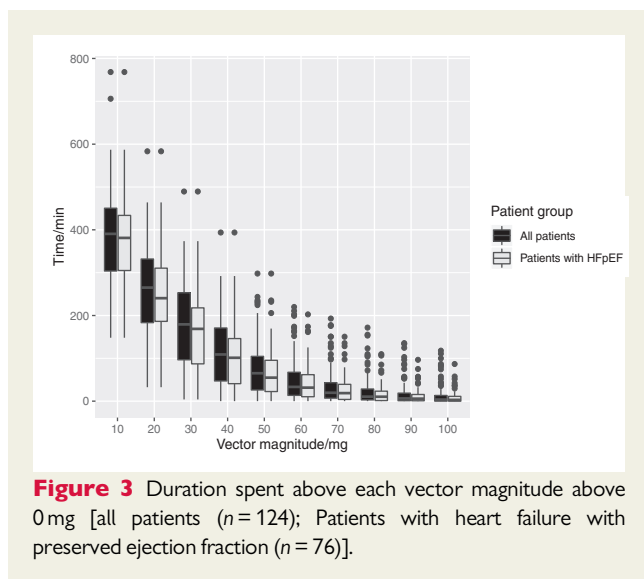 800
600
400
200
0
Time/min
10 20 30 40 50 60 70 80 90 100
Vector magnitude/mg
Patient group
All patients
Patients with HFpEF
Figure 3 Duration spent above each vector magnitude above
0 mg [all patients (n = 124); Patients with heart failure with
preserved ejection fraction (n = 76)].